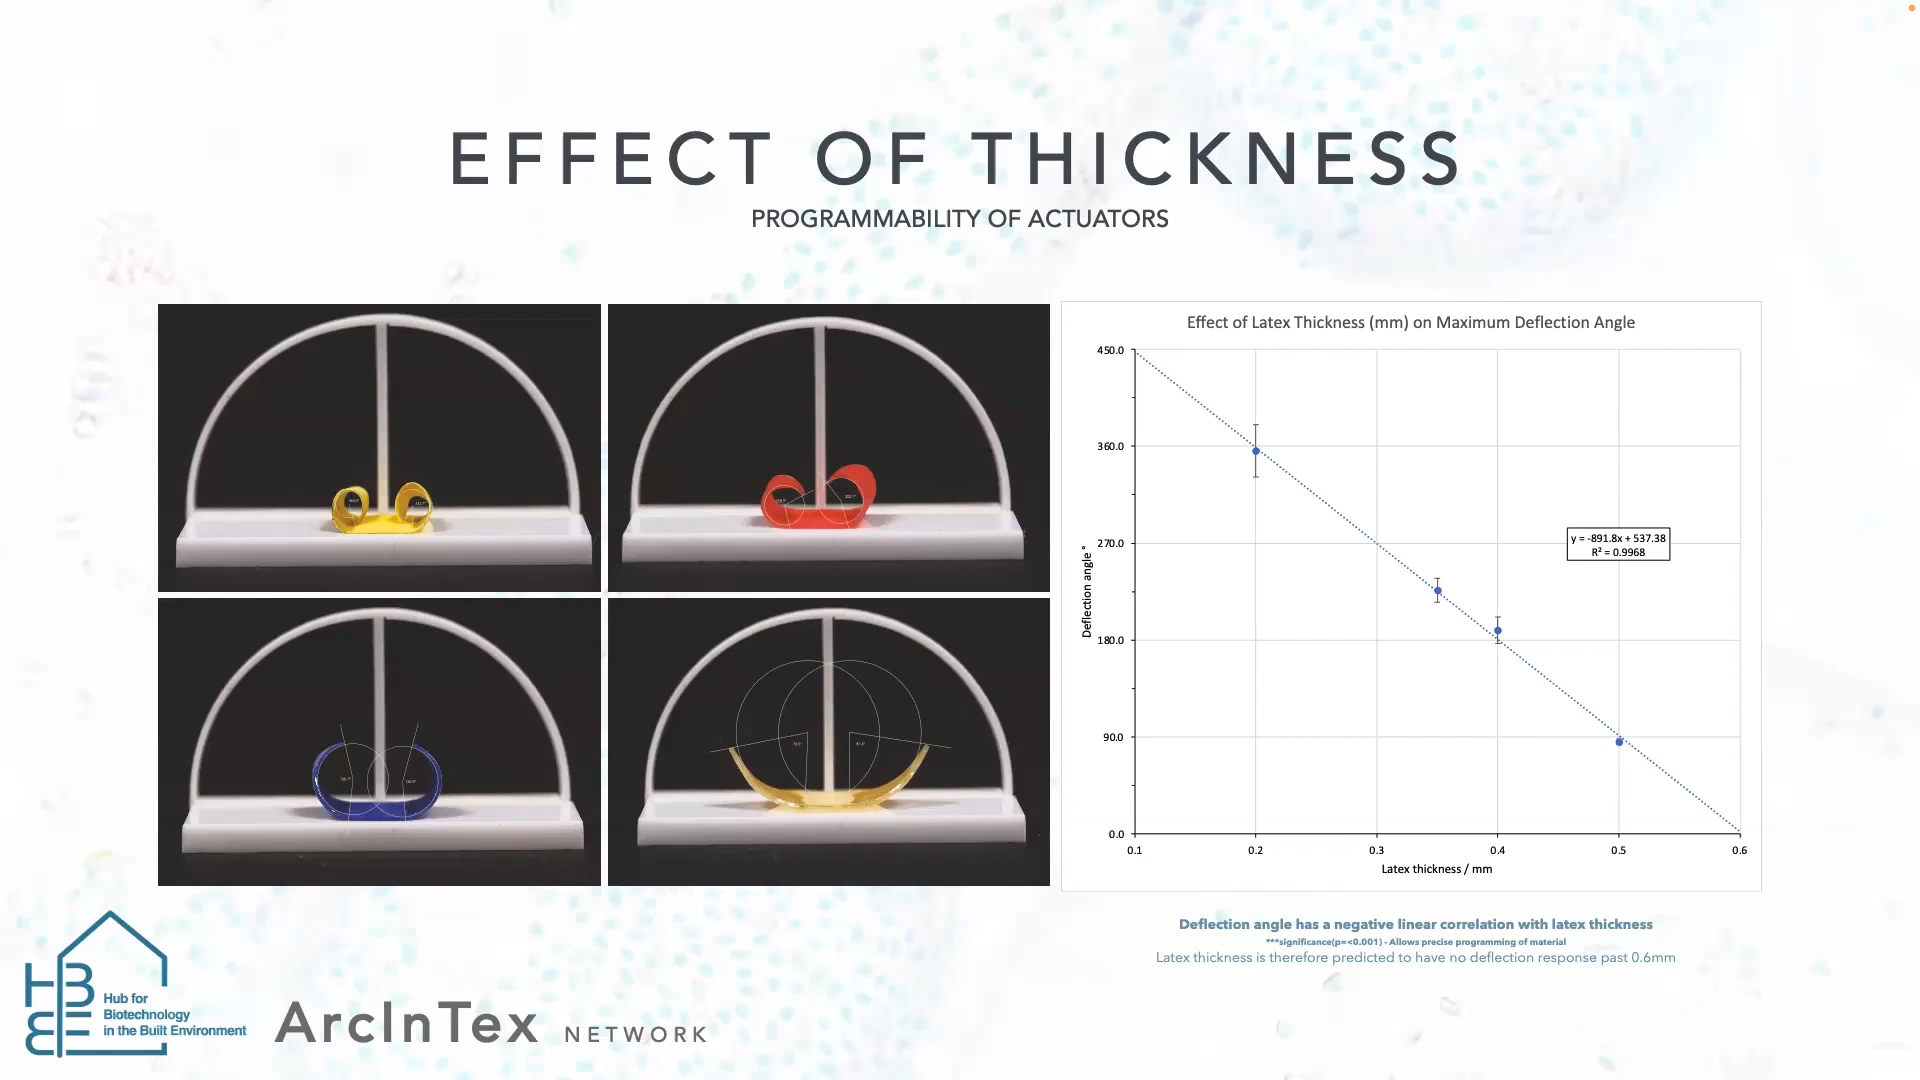 EFFECT OF THICKNESS
PROGRAMMABILITY OF ACTUATORS
Effect of Latex Thickness (mm) on Maximum Deflection Angle
450.0
360.0
270.0
180.0
90.0
0.0
Deflection angle °
y = -891.8x + 537.38
R² = 0.9968
0.1 0.2 0.3 0.4 0.5 0.6
Latex thickness / mm
Deflection angle has a negative linear correlation with latex thickness
***significance(p=<0.001) - Allows precise programming of material
Latex thickness is therefore predicted to have no deflection response past 0.6mm
HBBE
Hub for
Biotechnology
in the Built Environment
ArcInTex NETWORK